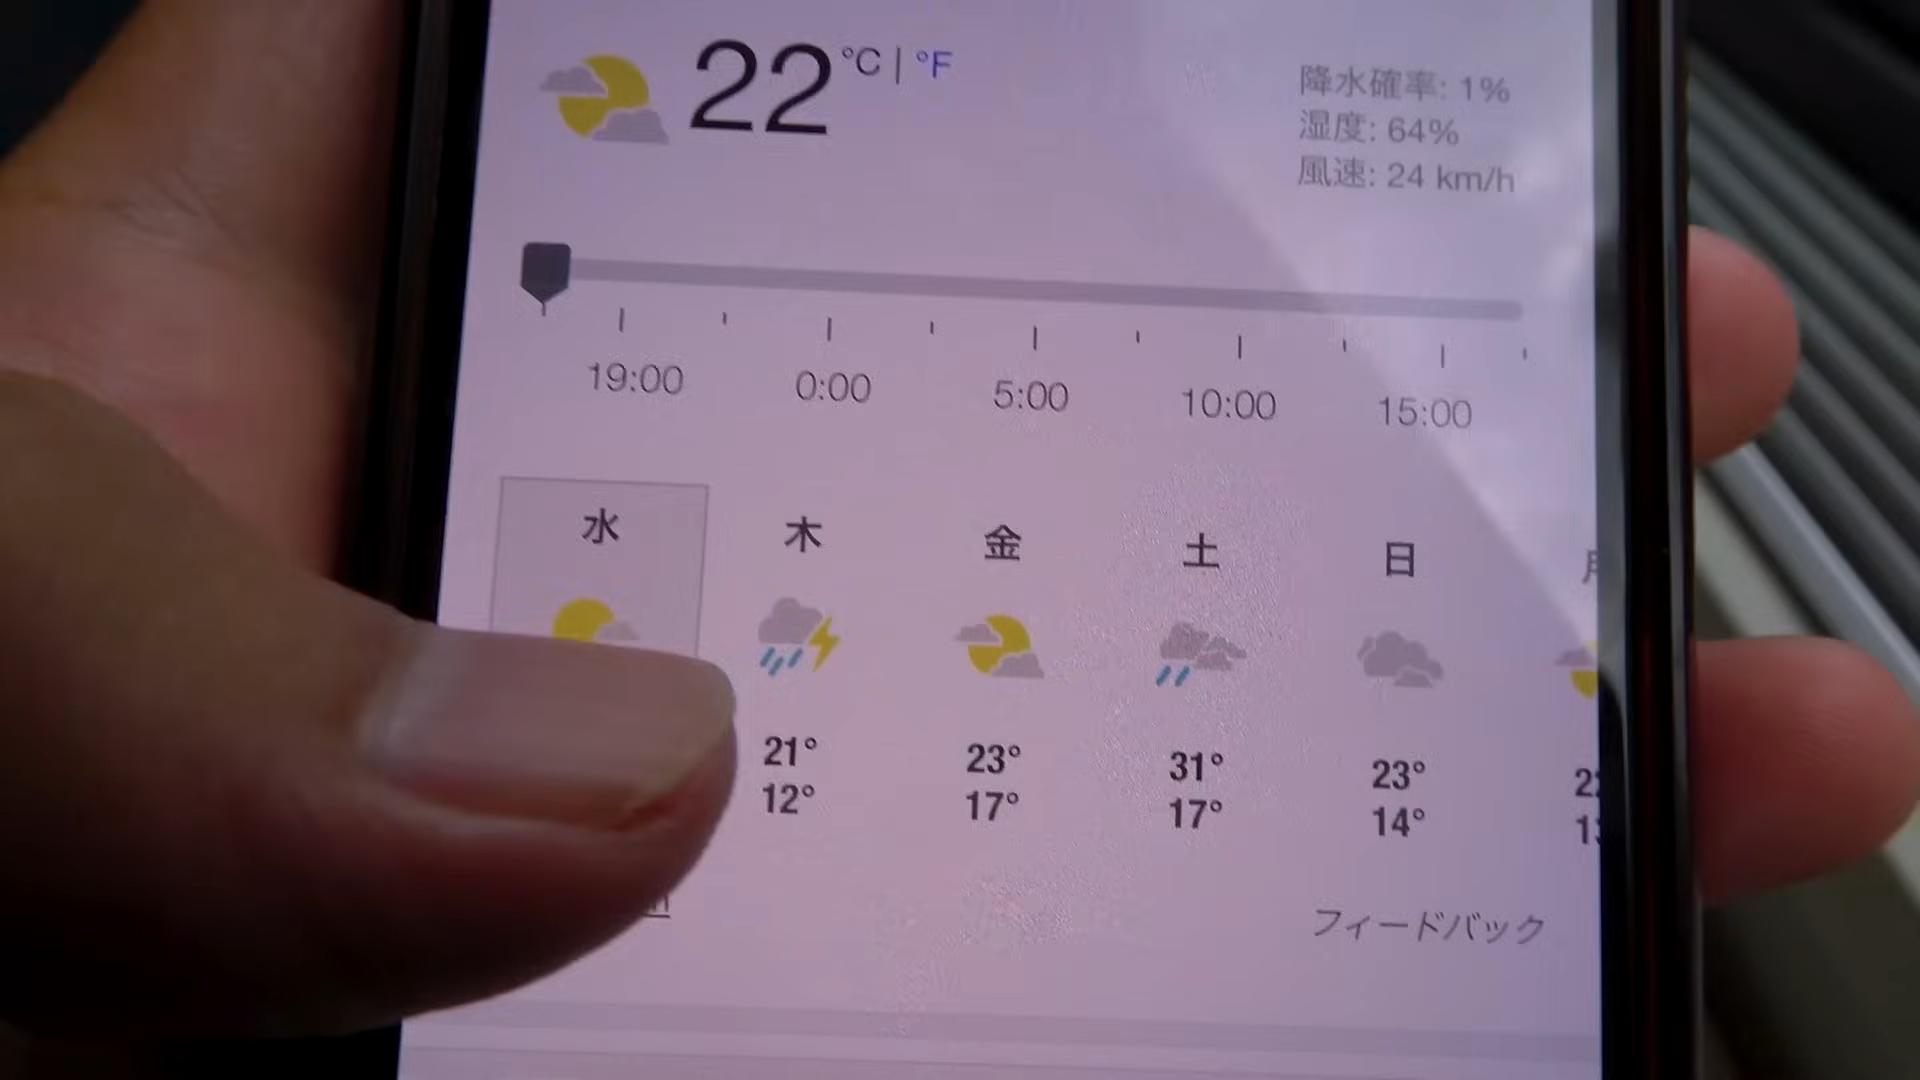 22 °C | °F
降水確率: 1%
湿度: 64%
風速: 24 km/h
19:00 0:00 5:00 10:00 15:00
水 木 金 土 日
21° 23° 31° 23°
12° 17° 17° 14°
フィードバック